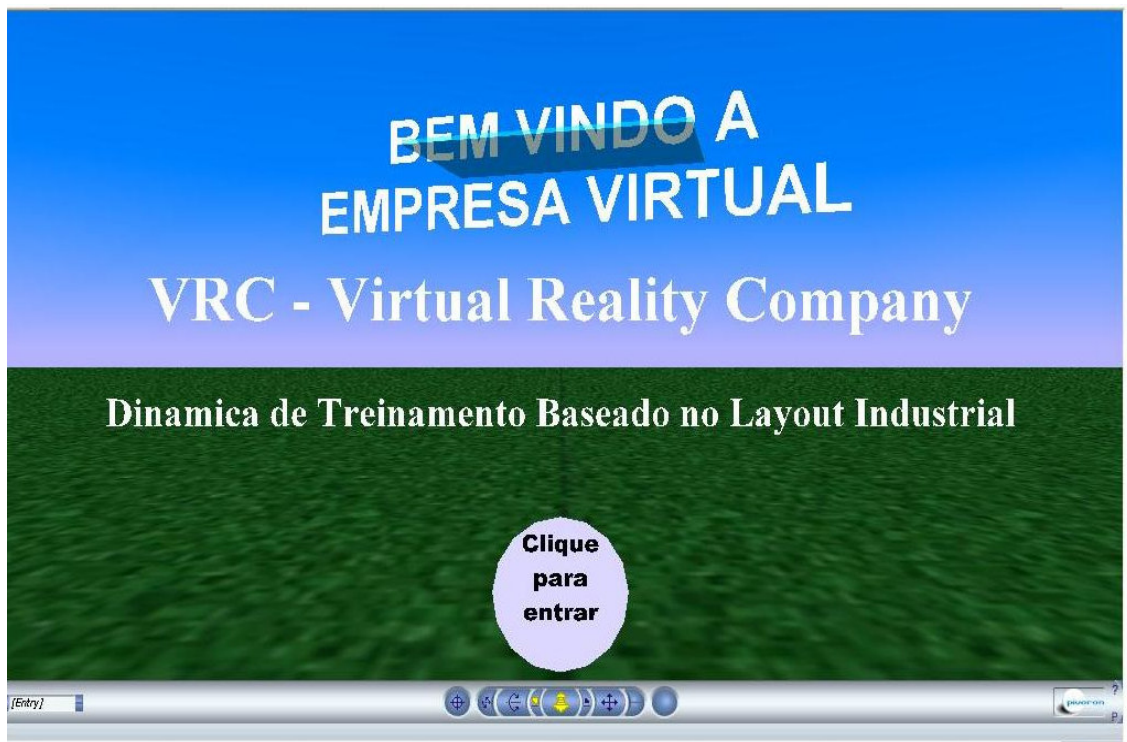 BEM VINDO A
EMPRESA VIRTUAL
VRC - Virtual Reality Company
Dinamica de Treinamento Baseado no Layout Industrial
Clique
para
entrar
[Entry]
?
P